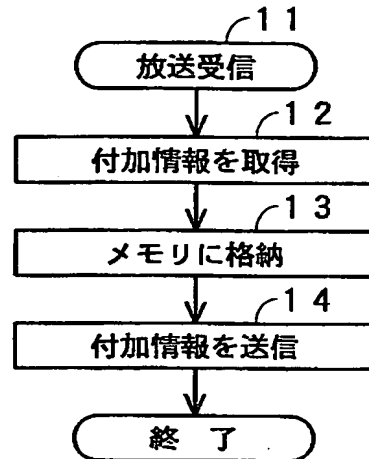 11
放送受信
12
付加情報を取得
13
メモリに格納
14
付加情報を送信
終 了